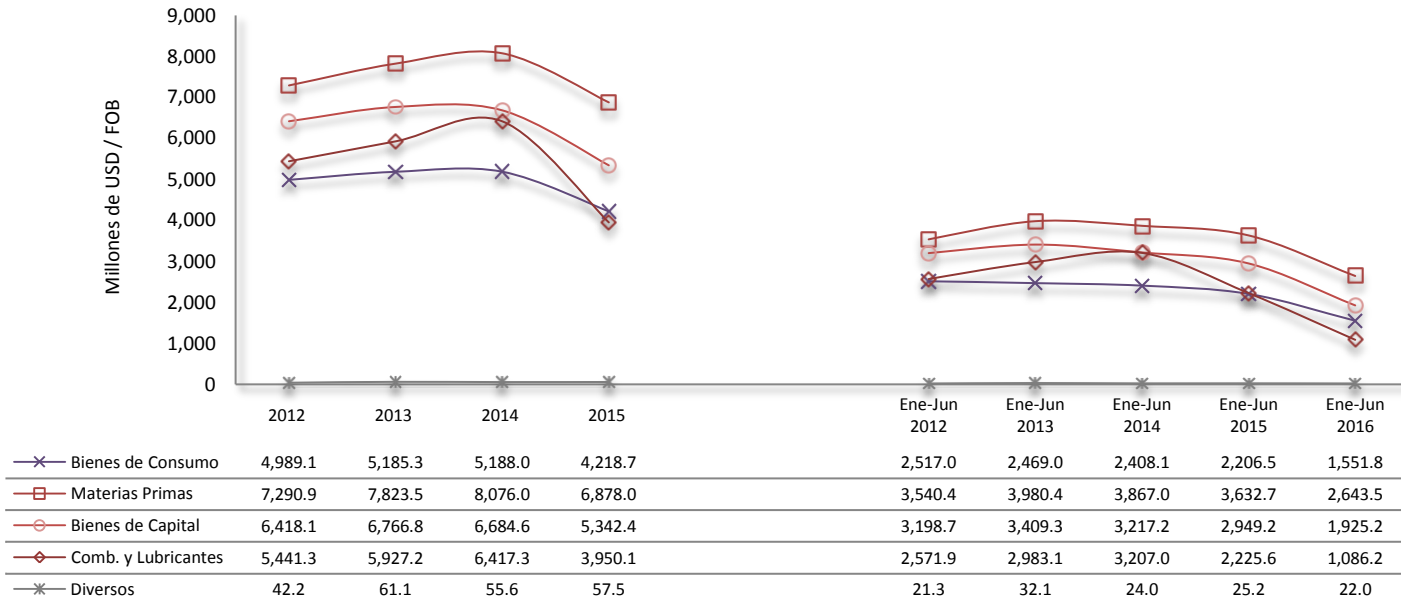 9,000
8,000
7,000
6,000
5,000
4,000
3,000
2,000
1,000
0
Millones de USD / FOB
2012 2013 2014 2015 Ene-Jun 2012 Ene-Jun 2013 Ene-Jun 2014 Ene-Jun 2015 Ene-Jun 2016
Bienes de Consumo 4,989.1 5,185.3 5,188.0 4,218.7 2,517.0 2,469.0 2,408.1 2,206.5 1,551.8
Materias Primas 7,290.9 7,823.5 8,076.0 6,878.0 3,540.4 3,980.4 3,867.0 3,632.7 2,643.5
Bienes de Capital 6,418.1 6,766.8 6,684.6 5,342.4 3,198.7 3,409.3 3,217.2 2,949.2 1,925.2
Comb. y Lubricantes 5,441.3 5,927.2 6,417.3 3,950.1 2,571.9 2,983.1 3,207.0 2,225.6 1,086.2
Diversos 42.2 61.1 55.6 57.5 21.3 32.1 24.0 25.2 22.0